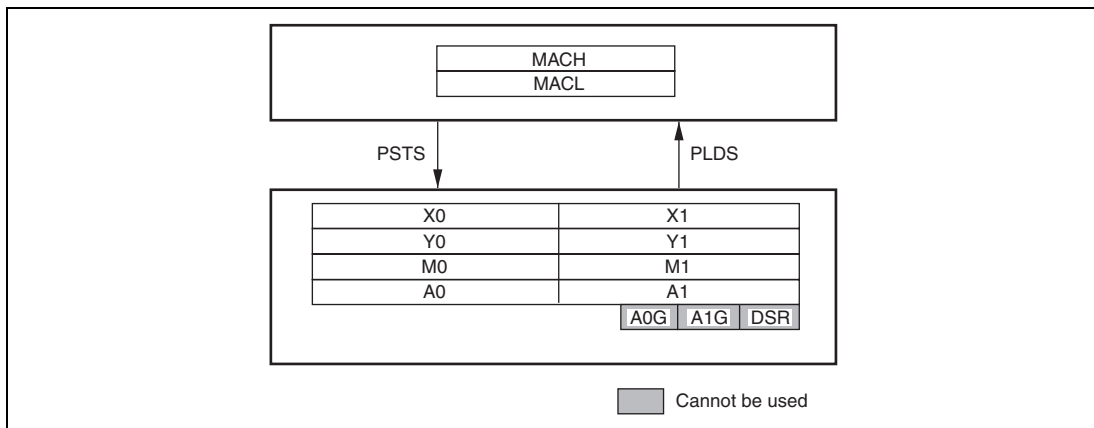 MACH
MACL
PSTS PLDS
X0 X1
Y0 Y1
M0 M1
A0 A1
A0G A1G DSR
Cannot be used